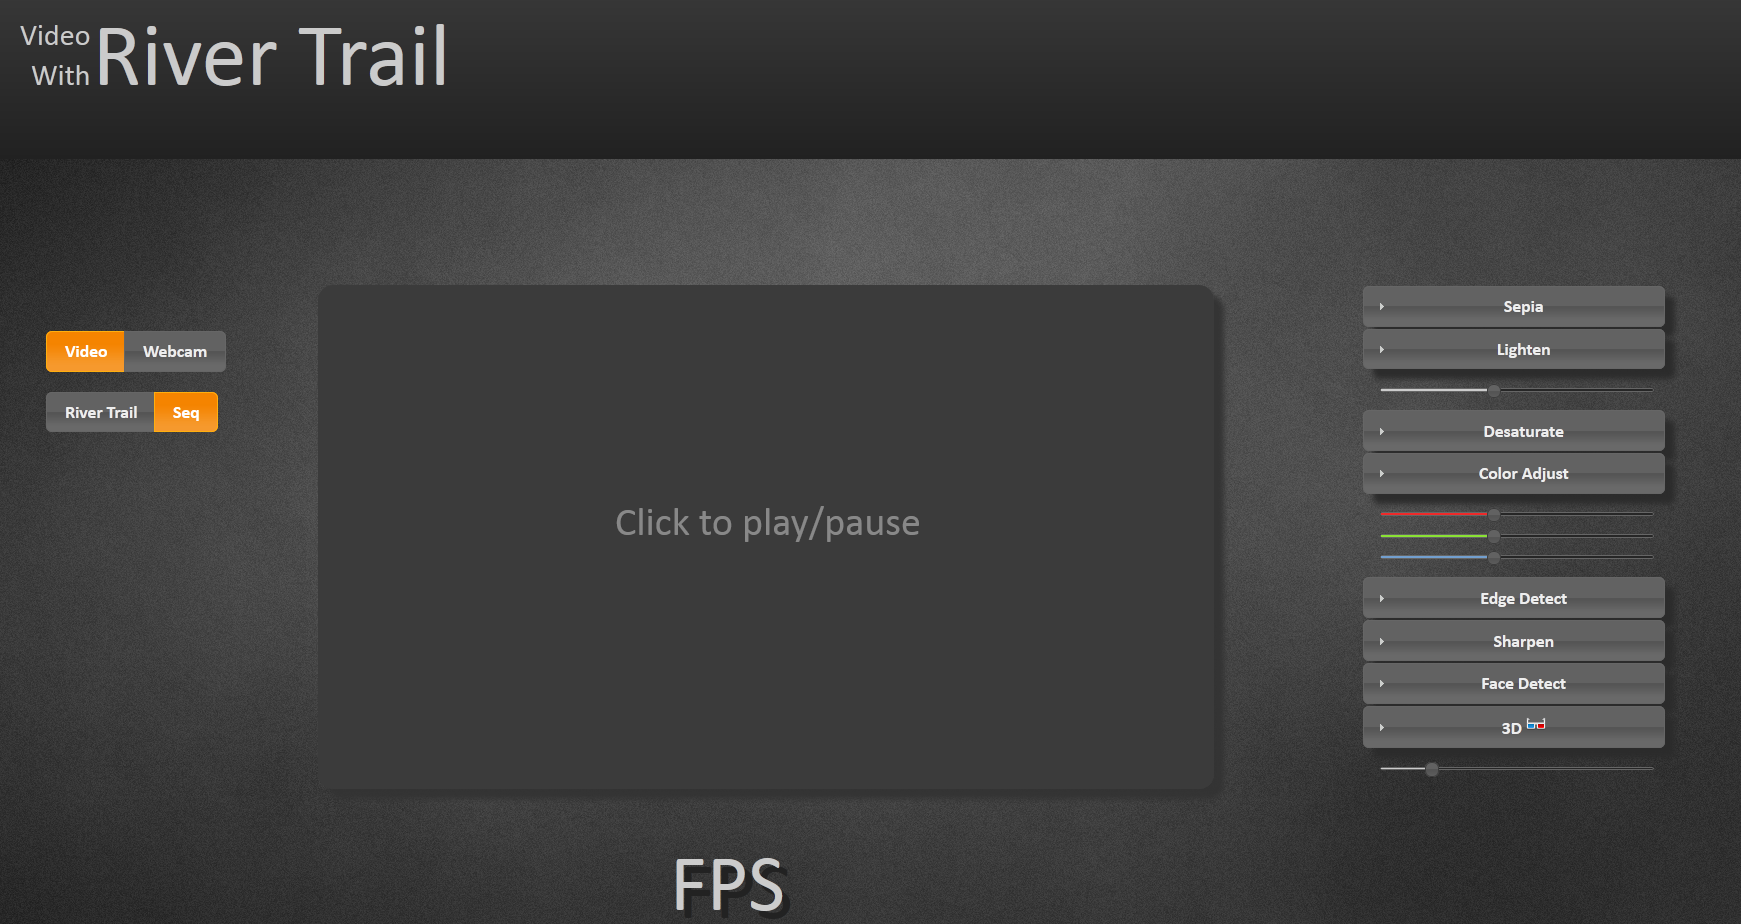 Video
With
River Trail
Video
Webcam
River Trail
Seq
Click to play/pause
Sepia
Lighten
Desaturate
Color Adjust
Edge Detect
Sharpen
Face Detect
3D
FPS